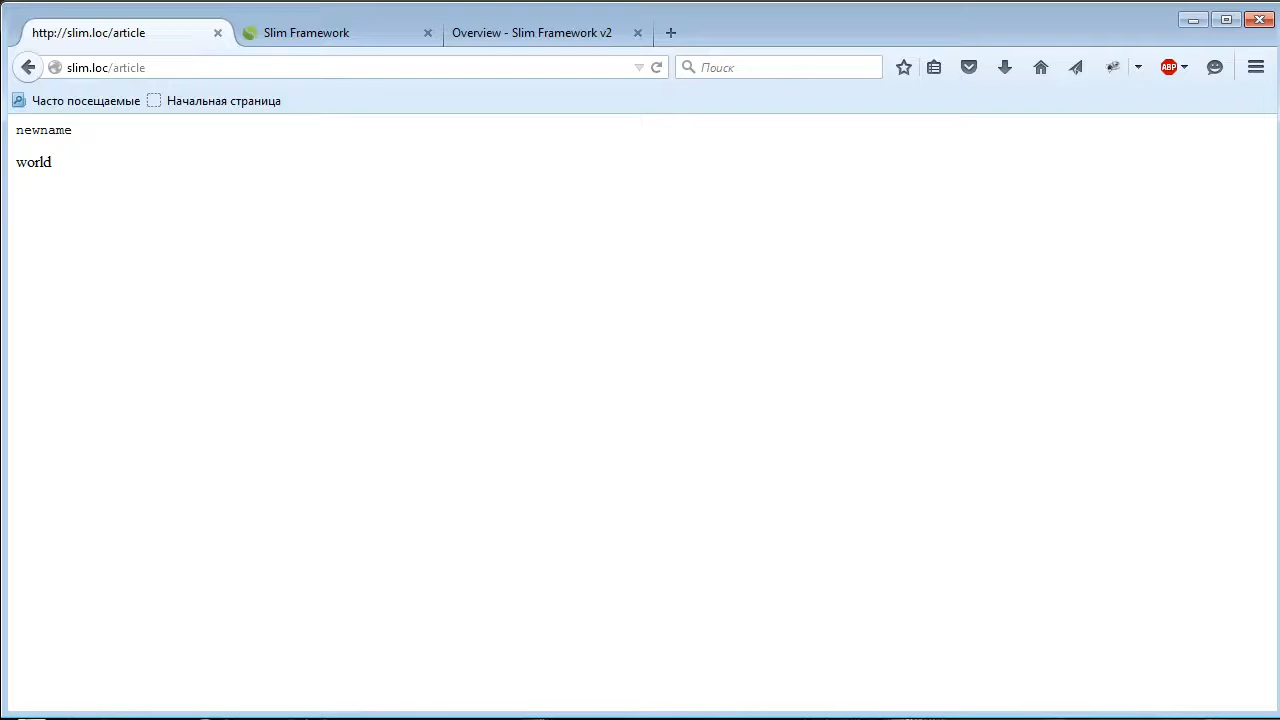 http://slim.loc/article Slim Framework Overview - Slim Framework v2
slim.loc/article Поиск ABP
Часто посещаемые Начальная страница
newname
world